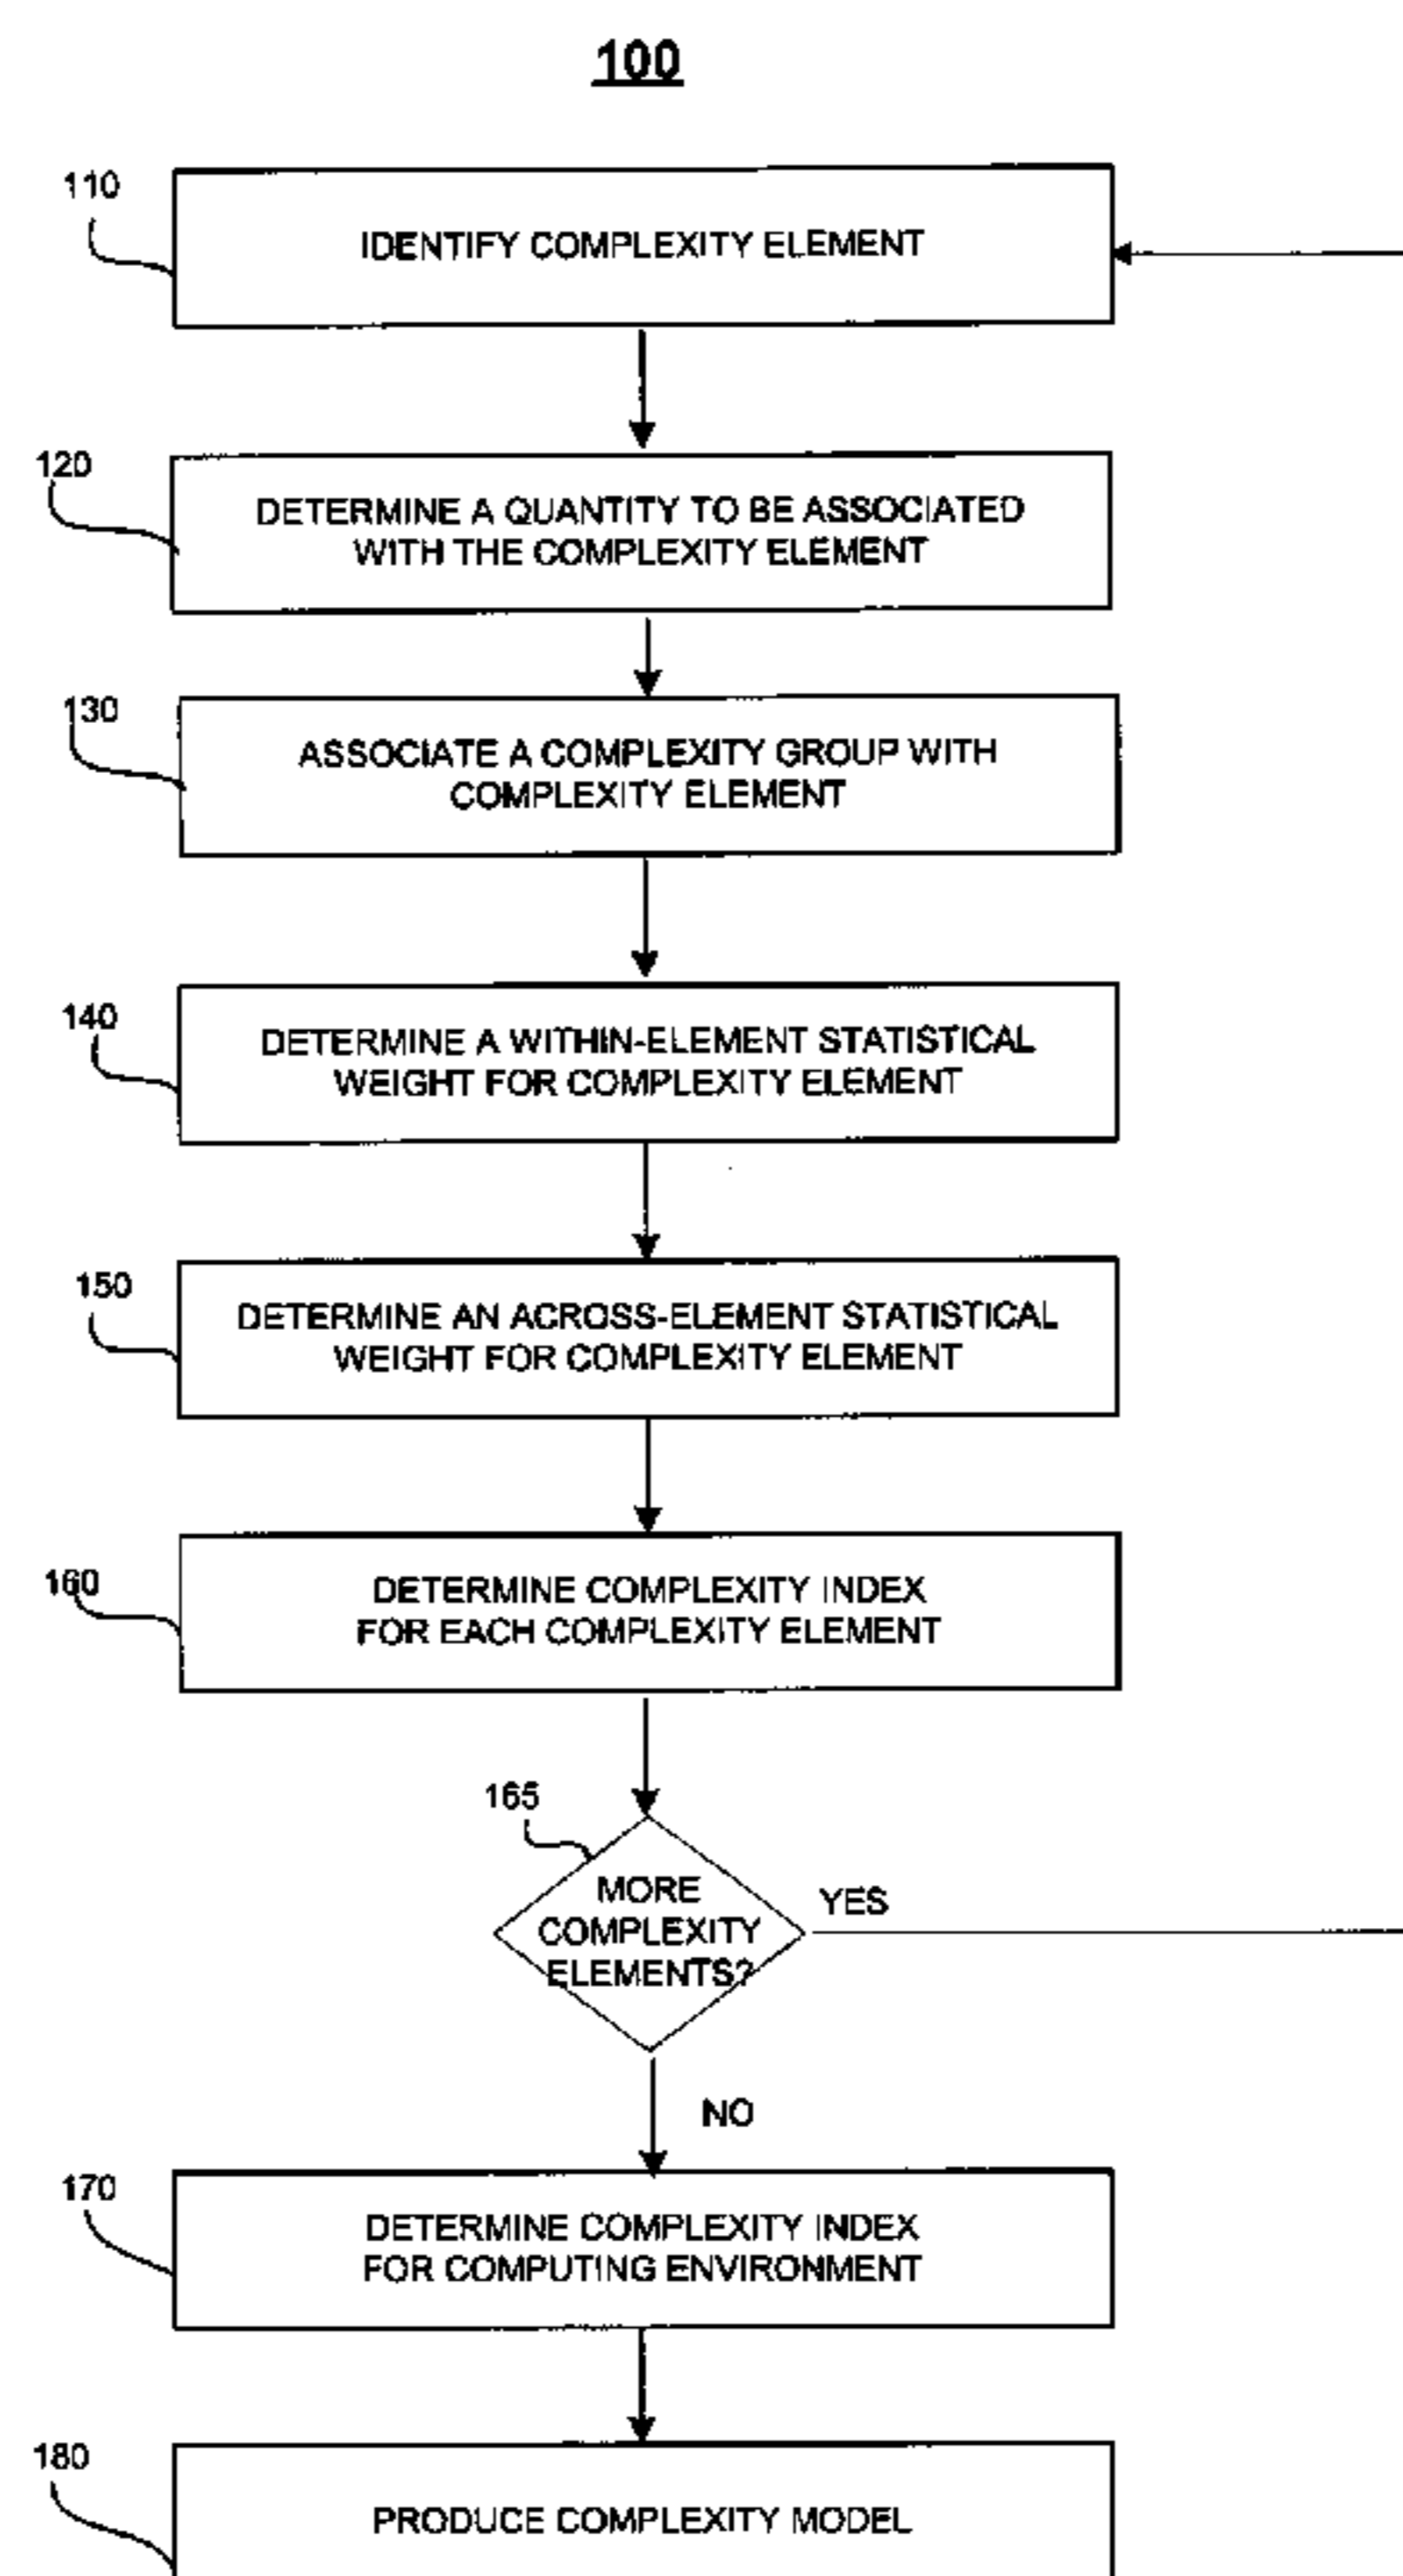 100
110
IDENTIFY COMPLEXITY ELEMENT
120
DETERMINE A QUANTITY TO BE ASSOCIATED
WITH THE COMPLEXITY ELEMENT
130
ASSOCIATE A COMPLEXITY GROUP WITH
COMPLEXITY ELEMENT
140
DETERMINE A WITHIN-ELEMENT STATISTICAL
WEIGHT FOR COMPLEXITY ELEMENT
150
DETERMINE AN ACROSS-ELEMENT STATISTICAL
WEIGHT FOR COMPLEXITY ELEMENT
160
DETERMINE COMPLEXITY INDEX
FOR EACH COMPLEXITY ELEMENT
165
MORE
COMPLEXITY
ELEMENTS?
YES
NO
170
DETERMINE COMPLEXITY INDEX
FOR COMPUTING ENVIRONMENT
180
PRODUCE COMPLEXITY MODEL